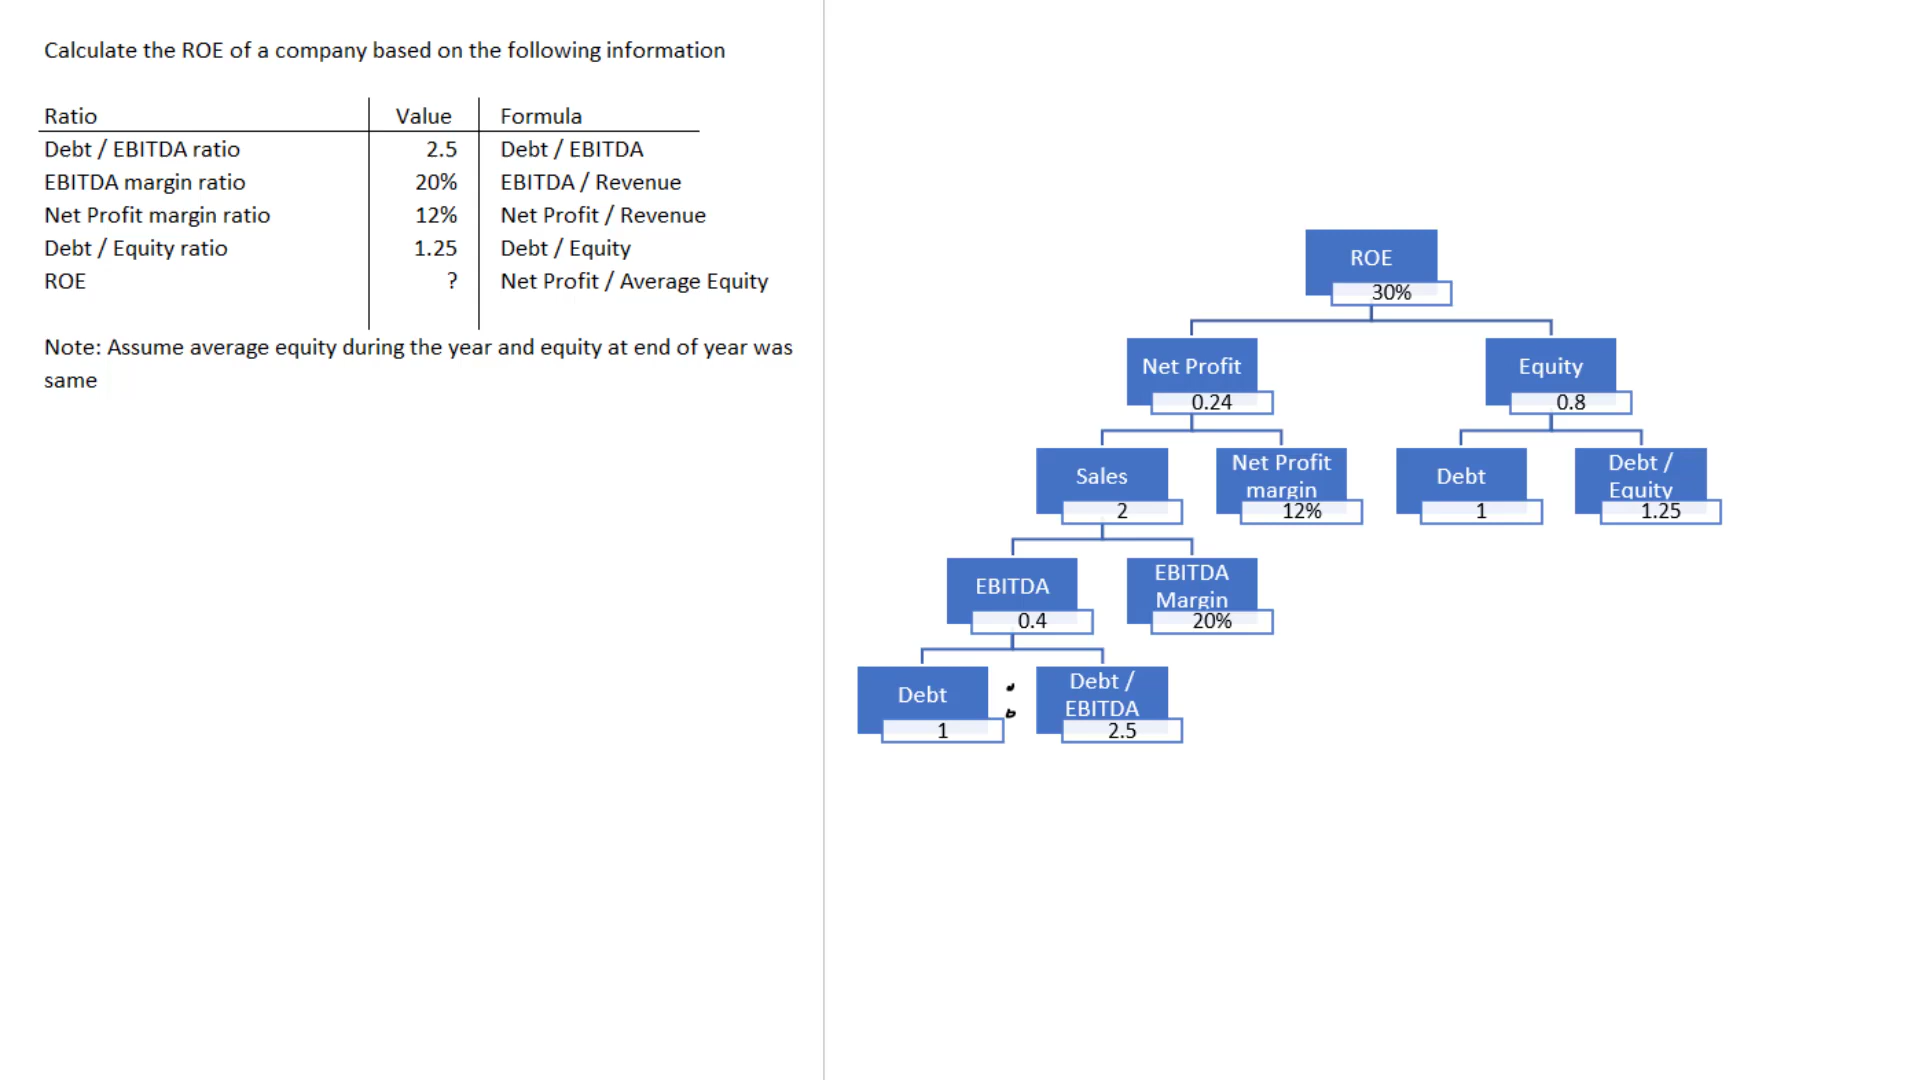 Calculate the ROE of a company based on the following information
Ratio Value Formula
Debt / EBITDA ratio 2.5 Debt / EBITDA
EBITDA margin ratio 20% EBITDA / Revenue
Net Profit margin ratio 12% Net Profit / Revenue
Debt / Equity ratio 1.25 Debt / Equity
ROE ? Net Profit / Average Equity
Note: Assume average equity during the year and equity at end of year was
same
ROE
30%
Net Profit
0.24
Equity
0.8
Sales
2
Net Profit
margin
12%
Debt
1
Debt /
Equity
1.25
EBITDA
0.4
EBITDA
Margin
20%
Debt
1
Debt /
EBITDA
2.5